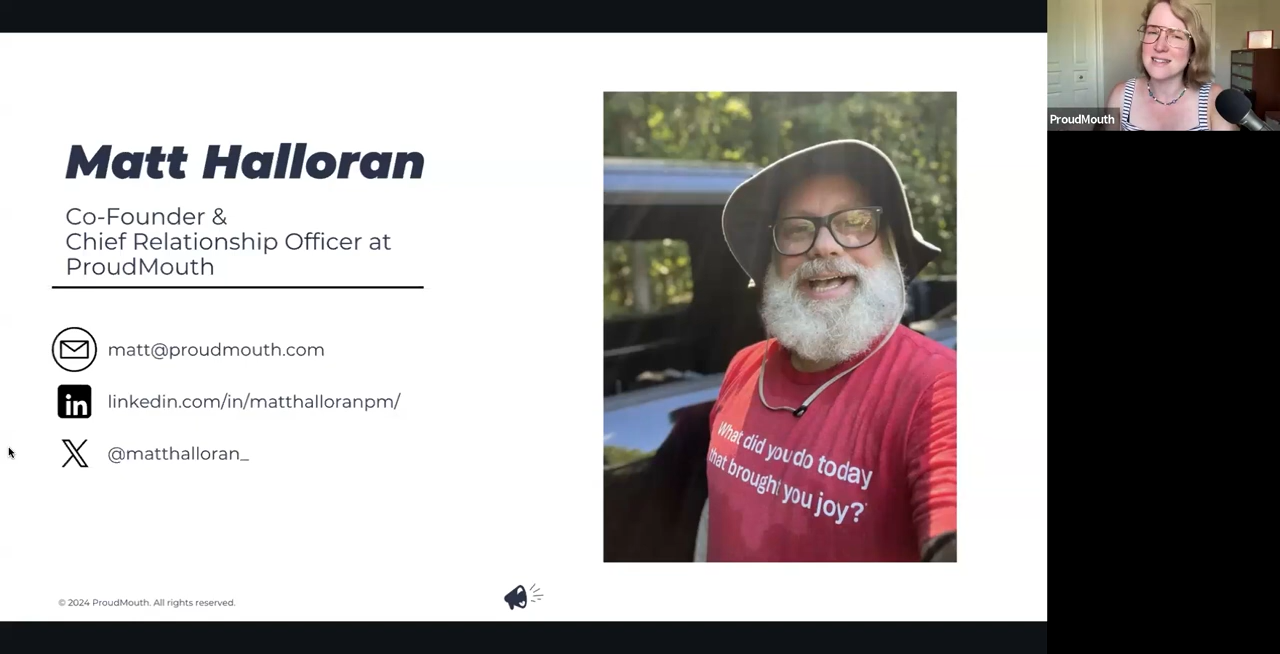 Matt Halloran
Co-Founder &
Chief Relationship Officer at
ProudMouth
matt@proudmouth.com
in
linkedin.com/in/matthalloranpm/
X
@matthalloran_
What did you do today
that brought you joy?
© 2024 ProudMouth. All rights reserved.
ProudMouth